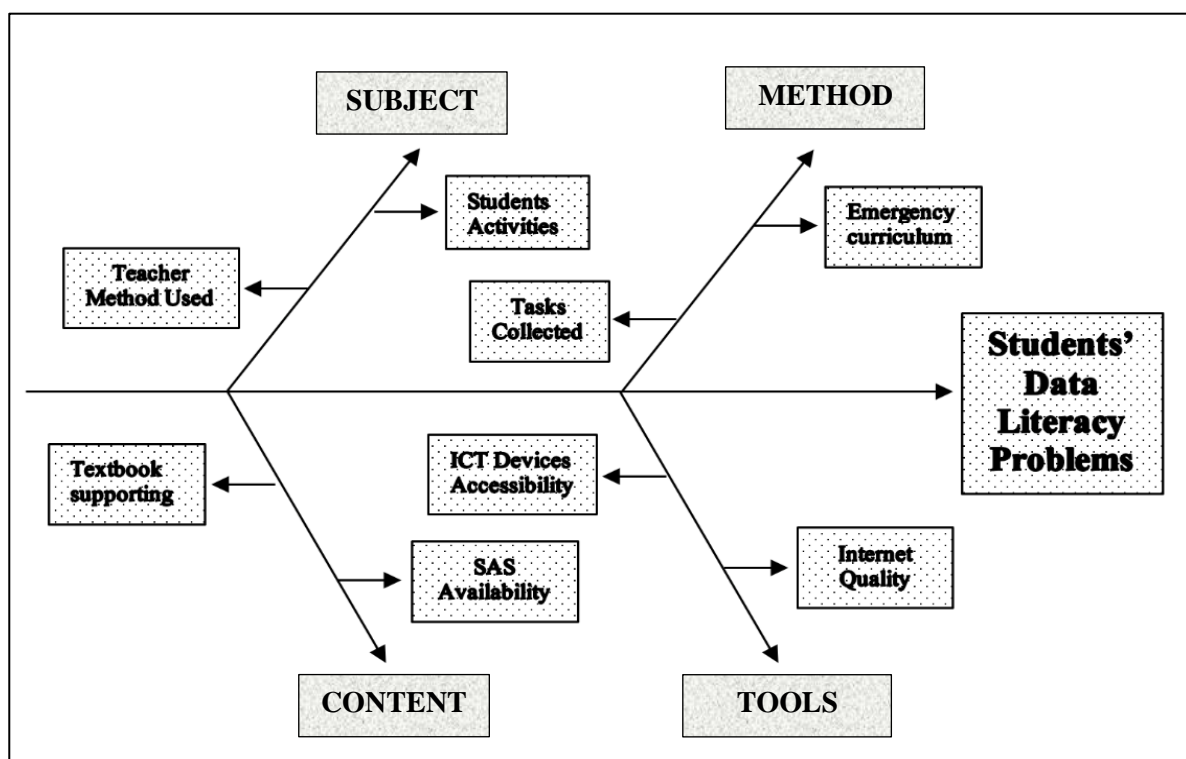 SUBJECT
METHOD
Students
Activities
Emergency
curriculum
Teacher
Method Used
Tasks
Collected
Students’
Data
Literacy
Problems
Textbook
supporting
ICT Devices
Accessibility
SAS
Availability
Internet
Quality
CONTENT
TOOLS